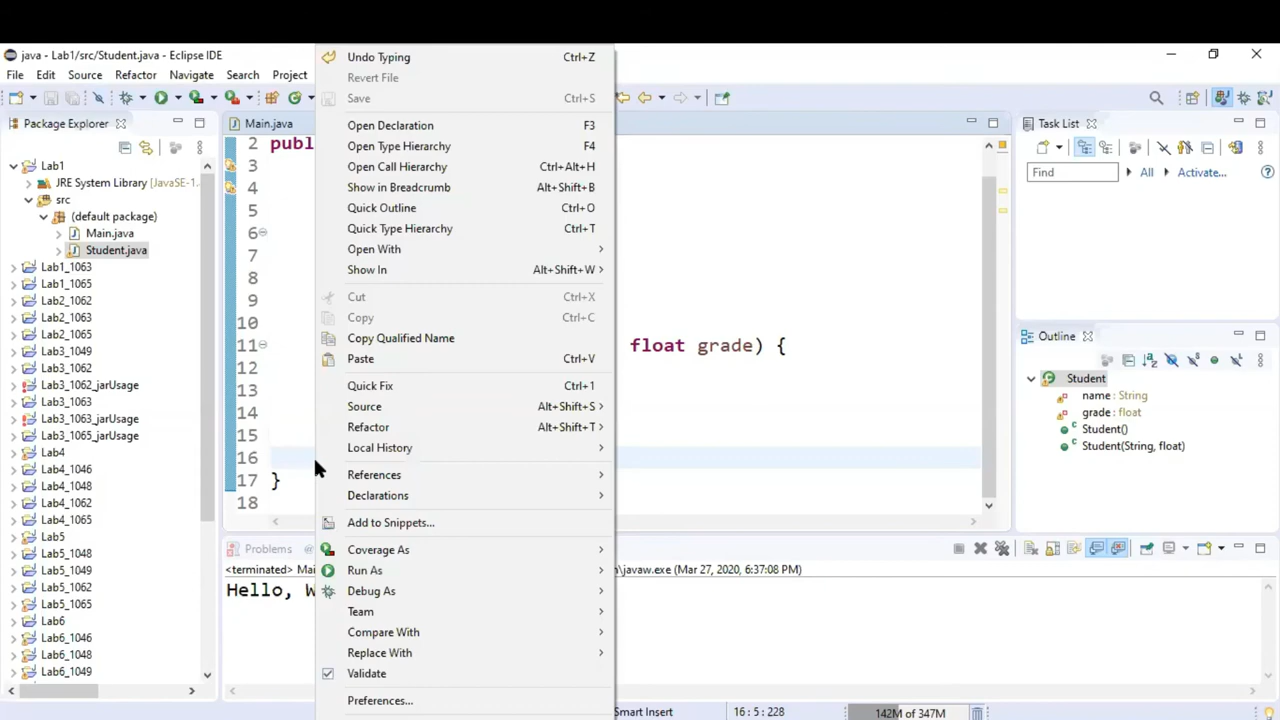 java - Lab1/src/Student.java - Eclipse IDE
File Edit Source Refactor Navigate Search Project
Package Explorer
Lab1
JRE System Library [JavaSE-1.
src
(default package)
Main.java
Student.java
Lab1_1063
Lab1_1065
Lab2_1062
Lab2_1063
Lab2_1065
Lab3_1049
Lab3_1062
Lab3_1062_jarUsage
Lab3_1063
Lab3_1063_jarUsage
Lab3_1065_jarUsage
Lab4
Lab4_1046
Lab4_1048
Lab4_1062
Lab4_1065
Lab5
Lab5_1048
Lab5_1049
Lab5_1062
Lab5_1065
Lab6
Lab6_1046
Lab6_1048
Lab6_1049
Main.java
2 publ
3
4
5
6
7
8
9
10
11 float grade) {
12
13
14
15
16
17 }
18
Undo Typing Ctrl+Z
Revert File
Save Ctrl+S
Open Declaration F3
Open Type Hierarchy F4
Open Call Hierarchy Ctrl+Alt+H
Show in Breadcrumb Alt+Shift+B
Quick Outline Ctrl+O
Quick Type Hierarchy Ctrl+T
Open With
Show In Alt+Shift+W
Cut Ctrl+X
Copy Ctrl+C
Copy Qualified Name
Paste Ctrl+V
Quick Fix Ctrl+1
Source Alt+Shift+S
Refactor Alt+Shift+T
Local History
References
Declarations
Add to Snippets...
Coverage As
Run As
Debug As
Team
Compare With
Replace With
Validate
Preferences...
Task List
Find All Activate...
Outline
Student
name : String
grade : float
Student()
Student(String, float)
Problems
<terminated> Mai n\javaw.exe (Mar 27, 2020, 6:37:08 PM)
Hello, W
Smart Insert 16 : 5 : 228 142M of 347M